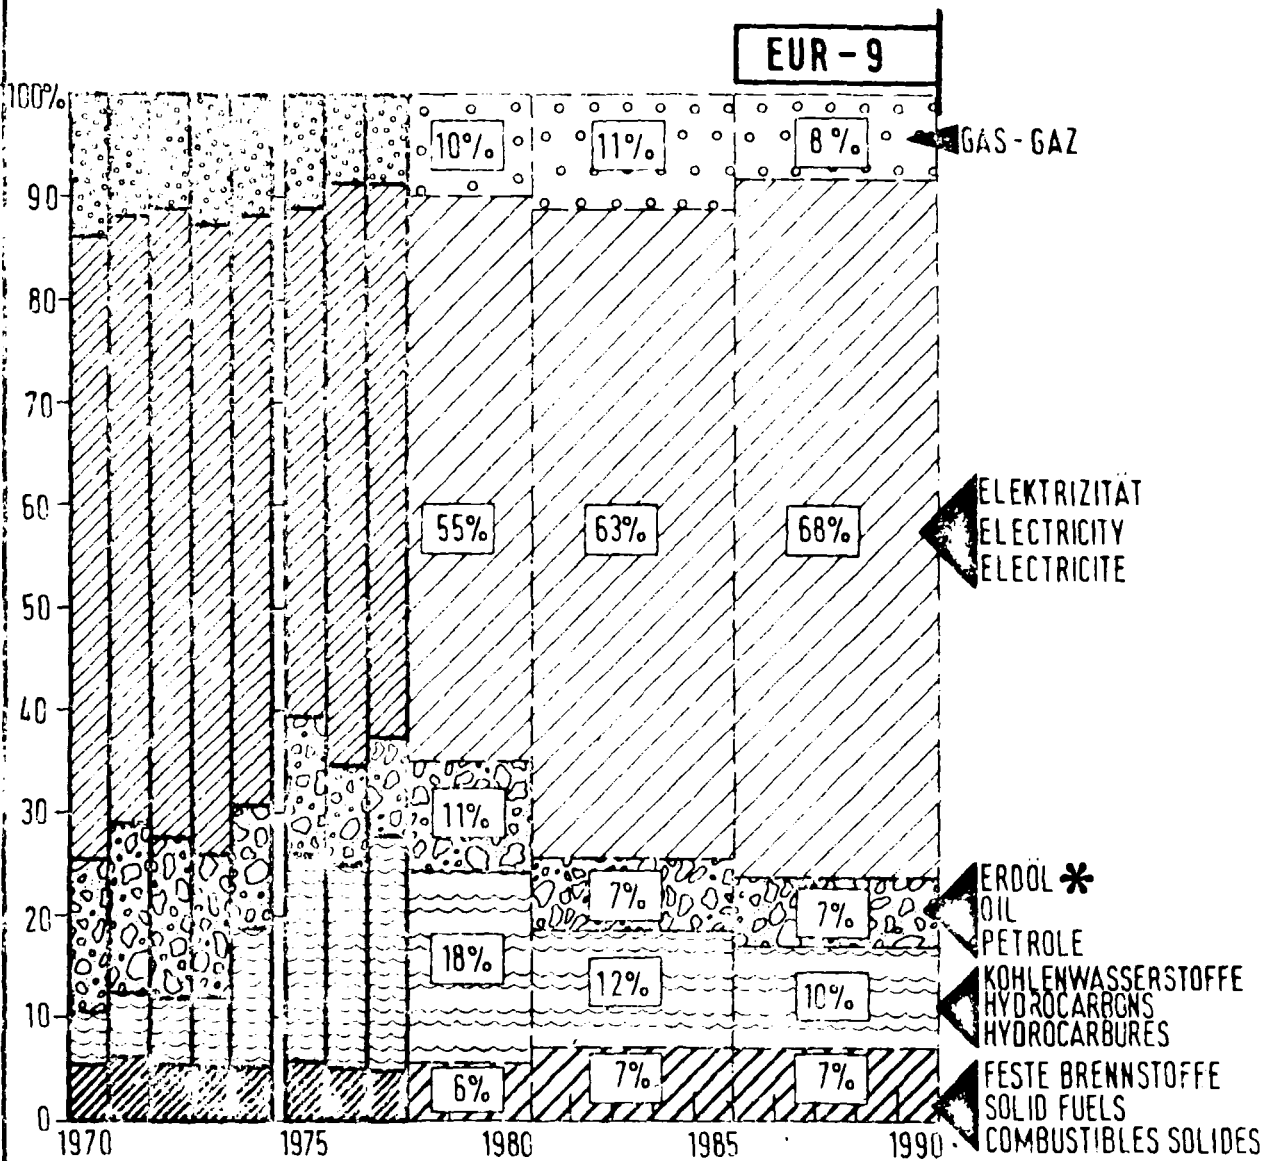 EUR-9
100%
90
80
70
60
50
40
30
20
10
0
10%
11%
8%
GAS-GAZ
55%
63%
68%
ELEKTRIZITÄT
ELECTRICITY
ELECTRICITE
11%
7%
7%
ERDÖL *
OIL
PETROLE
18%
12%
10%
KOHLENWASSERSTOFFE
HYDROCARBONS
HYDROCARBURES
6%
7%
7%
FESTE BRENNSTOFFE
SOLID FUELS
COMBUSTIBLES SOLIDES
1970 1975 1980 1985 1990